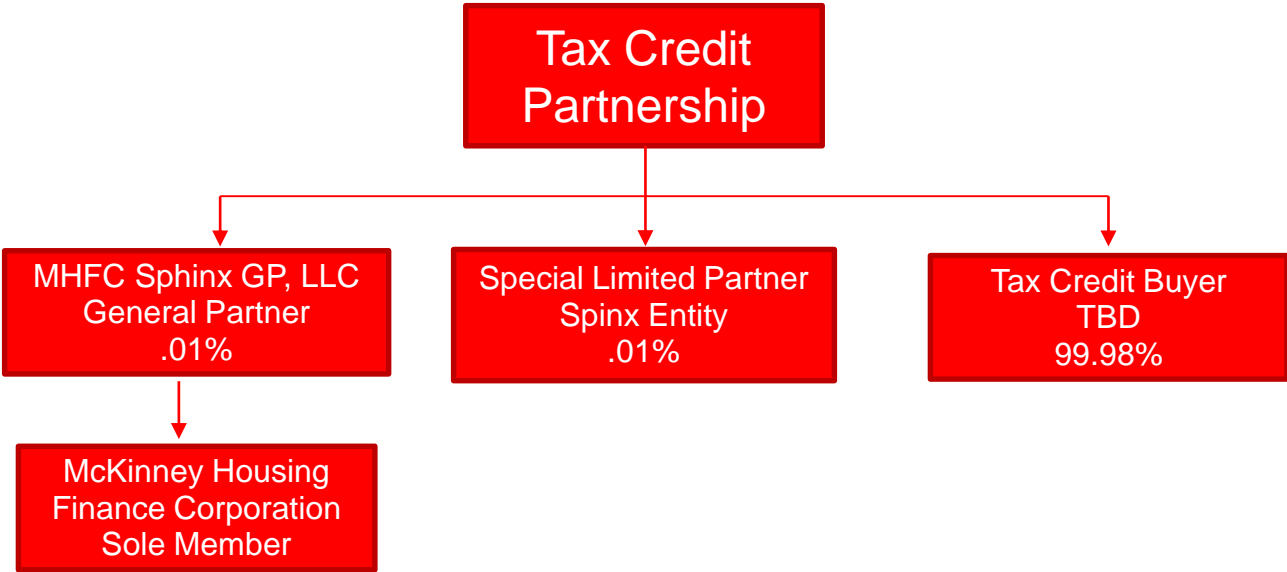 Tax Credit
Partnership
MHFC Sphinx GP, LLC
General Partner
.01%
Special Limited Partner
Spinx Entity
.01%
Tax Credit Buyer
TBD
99.98%
McKinney Housing
Finance Corporation
Sole Member